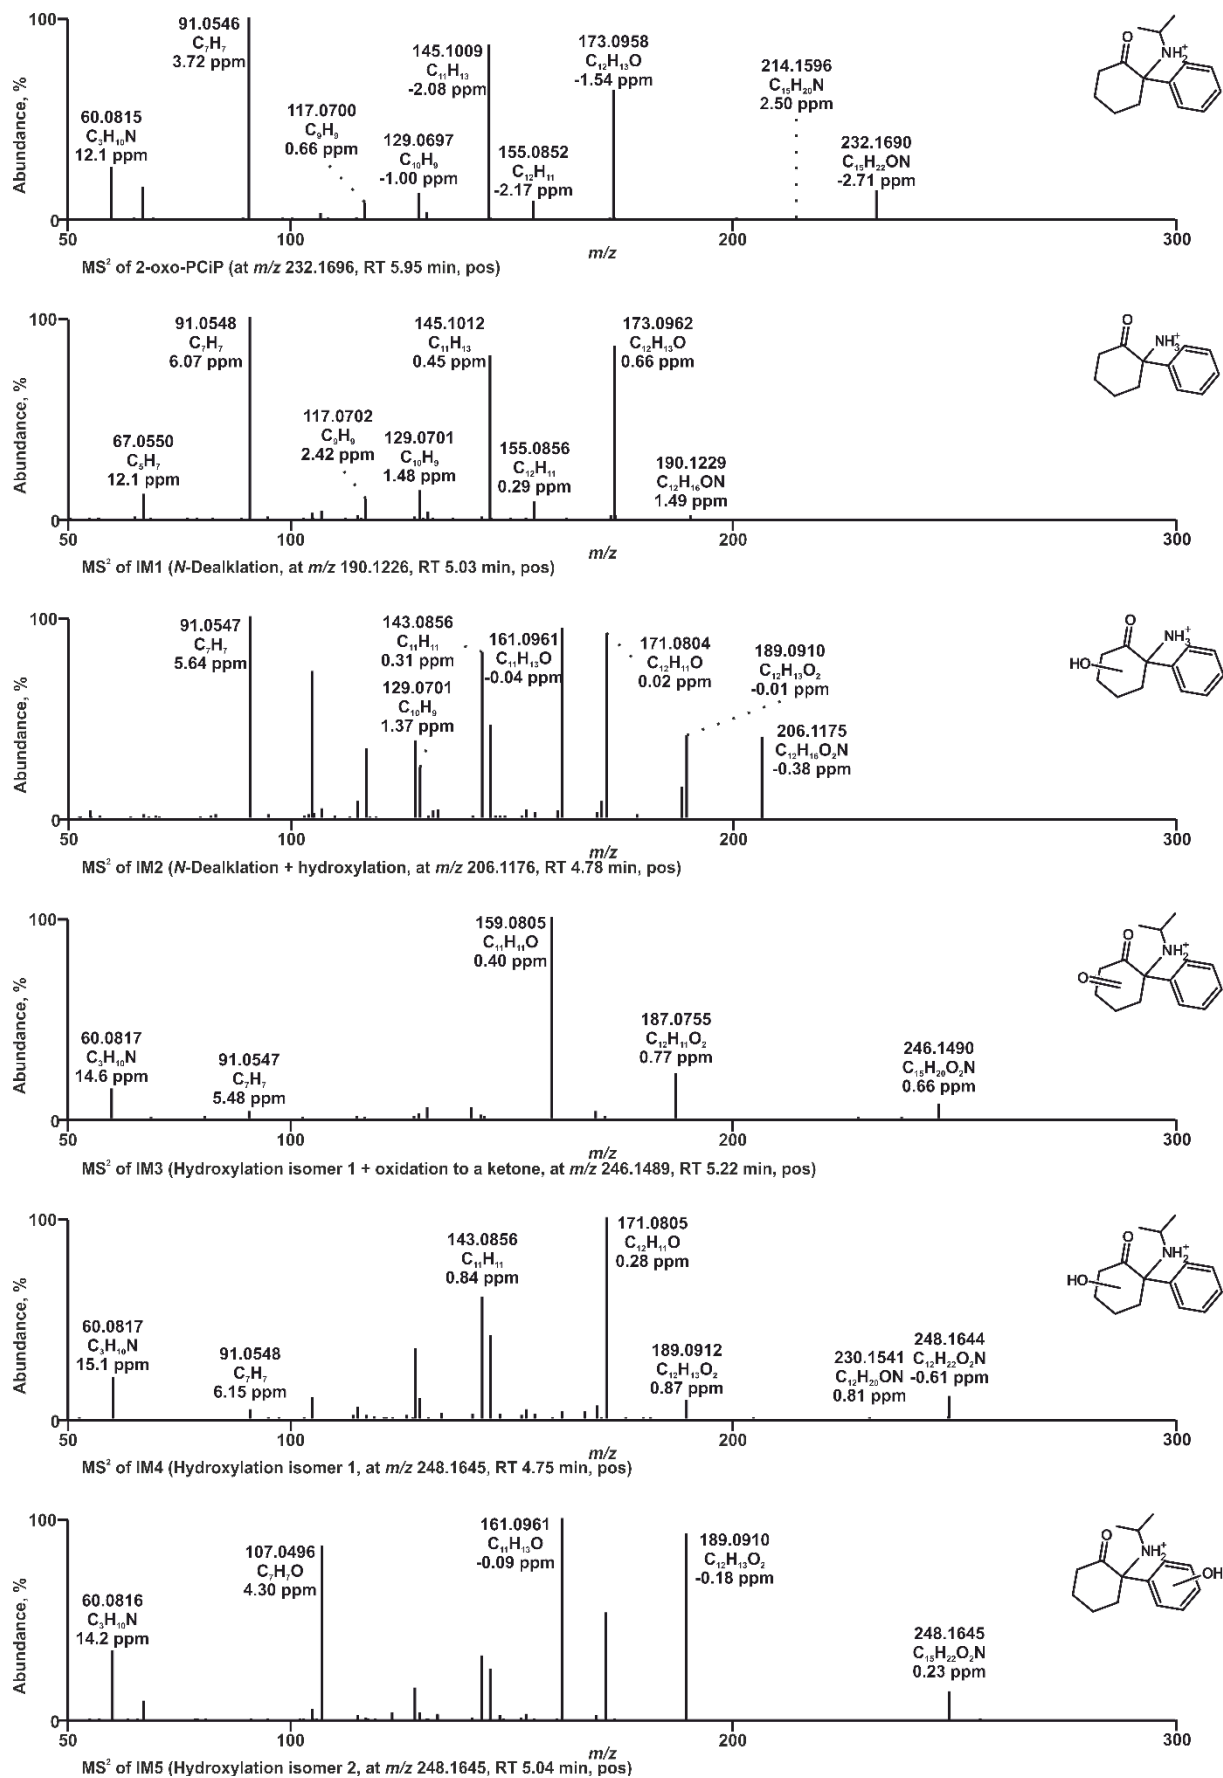 Abundance, %
100
0
91.0546
C₇H₇
3.72 ppm
60.0815
C₃H₁₀N
12.1 ppm
117.0700
C₉H₉
0.66 ppm
129.0697
C₁₀H₉
-1.00 ppm
145.1009
C₁₁H₁₃
-2.08 ppm
155.0852
C₁₂H₁₁
-2.17 ppm
173.0958
C₁₂H₁₃O
-1.54 ppm
214.1596
C₁₅H₂₀N
2.50 ppm
232.1690
C₁₅H₂₂ON
-2.71 ppm
O
NH₂⁺
50 100 200 300
m/z
MS² of 2-oxo-PCiP (at m/z 232.1696, RT 5.95 min, pos)
Abundance, %
100
0
91.0548
C₇H₇
6.07 ppm
67.0550
C₅H₇
12.1 ppm
117.0702
C₉H₉
2.42 ppm
129.0701
C₁₀H₉
1.48 ppm
145.1012
C₁₁H₁₃
0.45 ppm
155.0856
C₁₂H₁₁
0.29 ppm
173.0962
C₁₂H₁₃O
0.66 ppm
190.1229
C₁₂H₁₆ON
1.49 ppm
O
NH₃⁺
50 100 200 300
m/z
MS² of IM1 (N-Dealklation, at m/z 190.1226, RT 5.03 min, pos)
Abundance, %
100
0
91.0547
C₇H₇
5.64 ppm
143.0856
C₁₁H₁₁
0.31 ppm
129.0701
C₁₀H₉
1.37 ppm
161.0961
C₁₁H₁₃O
-0.04 ppm
171.0804
C₁₂H₁₁O
0.02 ppm
189.0910
C₁₂H₁₃O₂
-0.01 ppm
206.1175
C₁₂H₁₆O₂N
-0.38 ppm
O
NH₃⁺
HO
50 100 200 300
m/z
MS² of IM2 (N-Dealklation + hydroxylation, at m/z 206.1176, RT 4.78 min, pos)
Abundance, %
100
0
60.0817
C₃H₁₀N
14.6 ppm
91.0547
C₇H₇
5.48 ppm
159.0805
C₁₁H₁₁O
0.40 ppm
187.0755
C₁₂H₁₁O₂
0.77 ppm
246.1490
C₁₅H₂₀O₂N
0.66 ppm
O
NH₂⁺
O
50 100 200 300
m/z
MS² of IM3 (Hydroxylation isomer 1 + oxidation to a ketone, at m/z 246.1489, RT 5.22 min, pos)
Abundance, %
100
0
60.0817
C₃H₁₀N
15.1 ppm
91.0548
C₇H₇
6.15 ppm
143.0856
C₁₁H₁₁
0.84 ppm
171.0805
C₁₂H₁₁O
0.28 ppm
189.0912
C₁₂H₁₃O₂
0.87 ppm
230.1541
C₁₂H₂₀ON
0.81 ppm
248.1644
C₁₂H₂₂O₂N
-0.61 ppm
O
NH₂⁺
HO
50 100 200 300
m/z
MS² of IM4 (Hydroxylation isomer 1, at m/z 248.1645, RT 4.75 min, pos)
Abundance, %
100
0
60.0816
C₃H₁₀N
14.2 ppm
107.0496
C₇H₇O
4.30 ppm
161.0961
C₁₁H₁₃O
-0.09 ppm
189.0910
C₁₂H₁₃O₂
-0.18 ppm
248.1645
C₁₅H₂₂O₂N
0.23 ppm
O
NH₂⁺
OH
50 100 200 300
m/z
MS² of IM5 (Hydroxylation isomer 2, at m/z 248.1645, RT 5.04 min, pos)